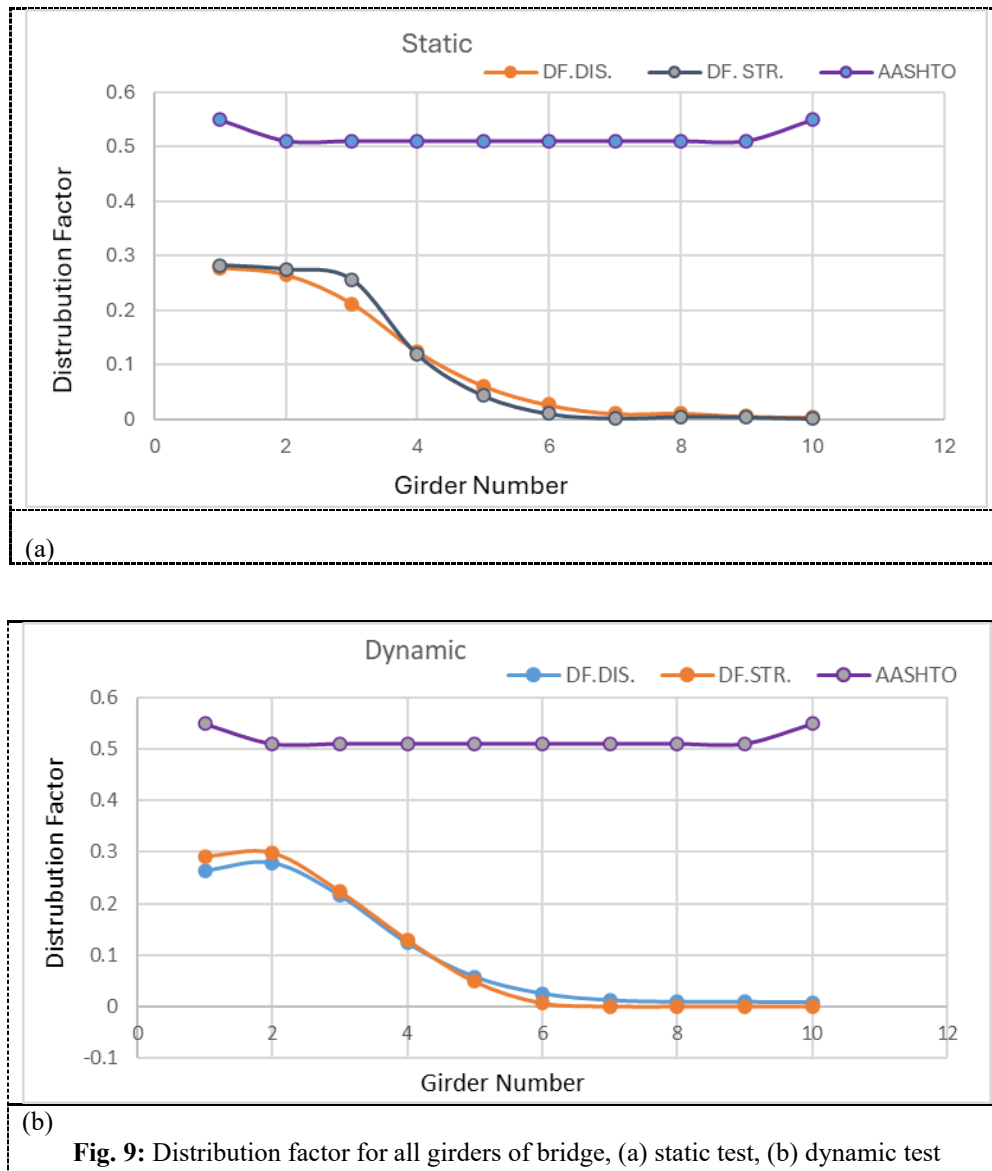 Static
DF.DIS. DF. STR. AASHTO
0.6
0.5
0.4
0.3
0.2
0.1
0
0 2 4 6 8 10 12
Distrubution Factor
Girder Number
(a)
Dynamic
DF.DIS. DF.STR. AASHTO
0.6
0.5
0.4
0.3
0.2
0.1
0
-0.1
0 2 4 6 8 10 12
Distrubution Factor
Girder Number
(b)
Fig. 9: Distribution factor for all girders of bridge, (a) static test, (b) dynamic test